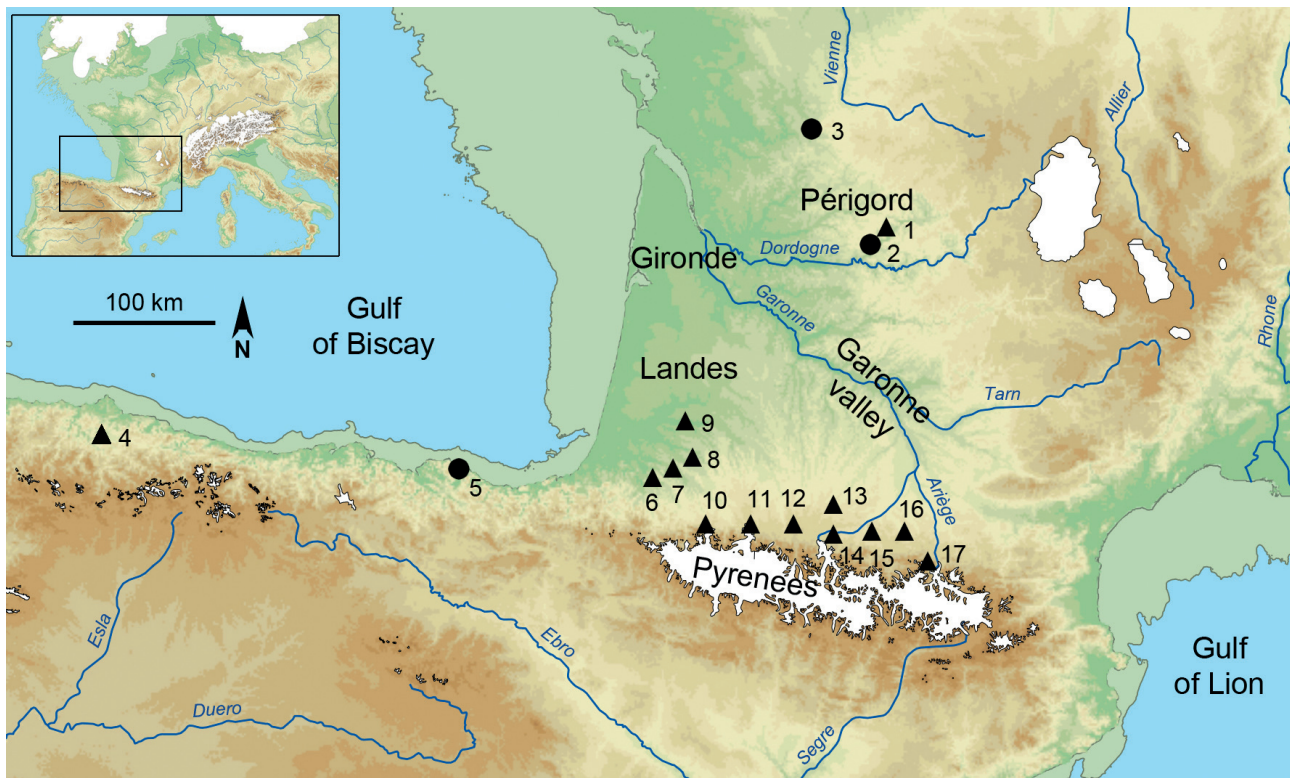 Vienne
Allier
3
Périgord
1
2
Dordogne
Gironde
100 km
N
Gulf
of Biscay
Garonne
Rhone
Landes
Garonne
valley
Tarn
9
4
8
5
6
7
10
11
12
13
16
Ariège
14
15
17
Pyrenees
Esla
Ebro
Gulf
of Lion
Duero
Segre